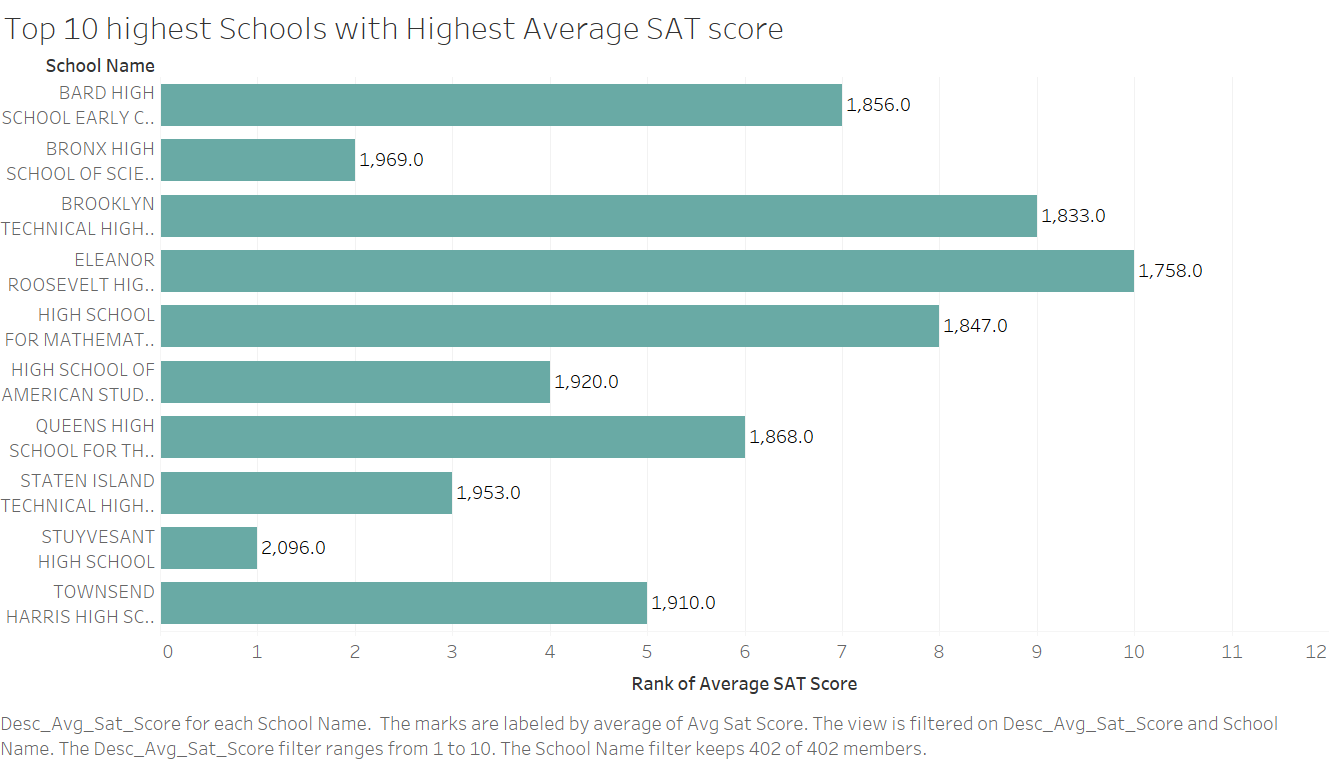 Top 10 highest Schools with Highest Average SAT score
School Name
BARD HIGH
SCHOOL EARLY C..
1,856.0
BRONX HIGH
SCHOOL OF SCIE..
1,969.0
BROOKLYN
TECHNICAL HIGH..
1,833.0
ELEANOR
ROOSEVELT HIG..
1,758.0
HIGH SCHOOL
FOR MATHEMAT..
1,847.0
HIGH SCHOOL OF
AMERICAN STUD..
1,920.0
QUEENS HIGH
SCHOOL FOR TH..
1,868.0
STATEN ISLAND
TECHNICAL HIGH..
1,953.0
STUYVESANT
HIGH SCHOOL
2,096.0
TOWNSEND
HARRIS HIGH SC..
1,910.0
0 1 2 3 4 5 6 7 8 9 10 11 12
Rank of Average SAT Score
Desc_Avg_Sat_Score for each School Name.  The marks are labeled by average of Avg Sat Score. The view is filtered on Desc_Avg_Sat_Score and School
Name. The Desc_Avg_Sat_Score filter ranges from 1 to 10. The School Name filter keeps 402 of 402 members.